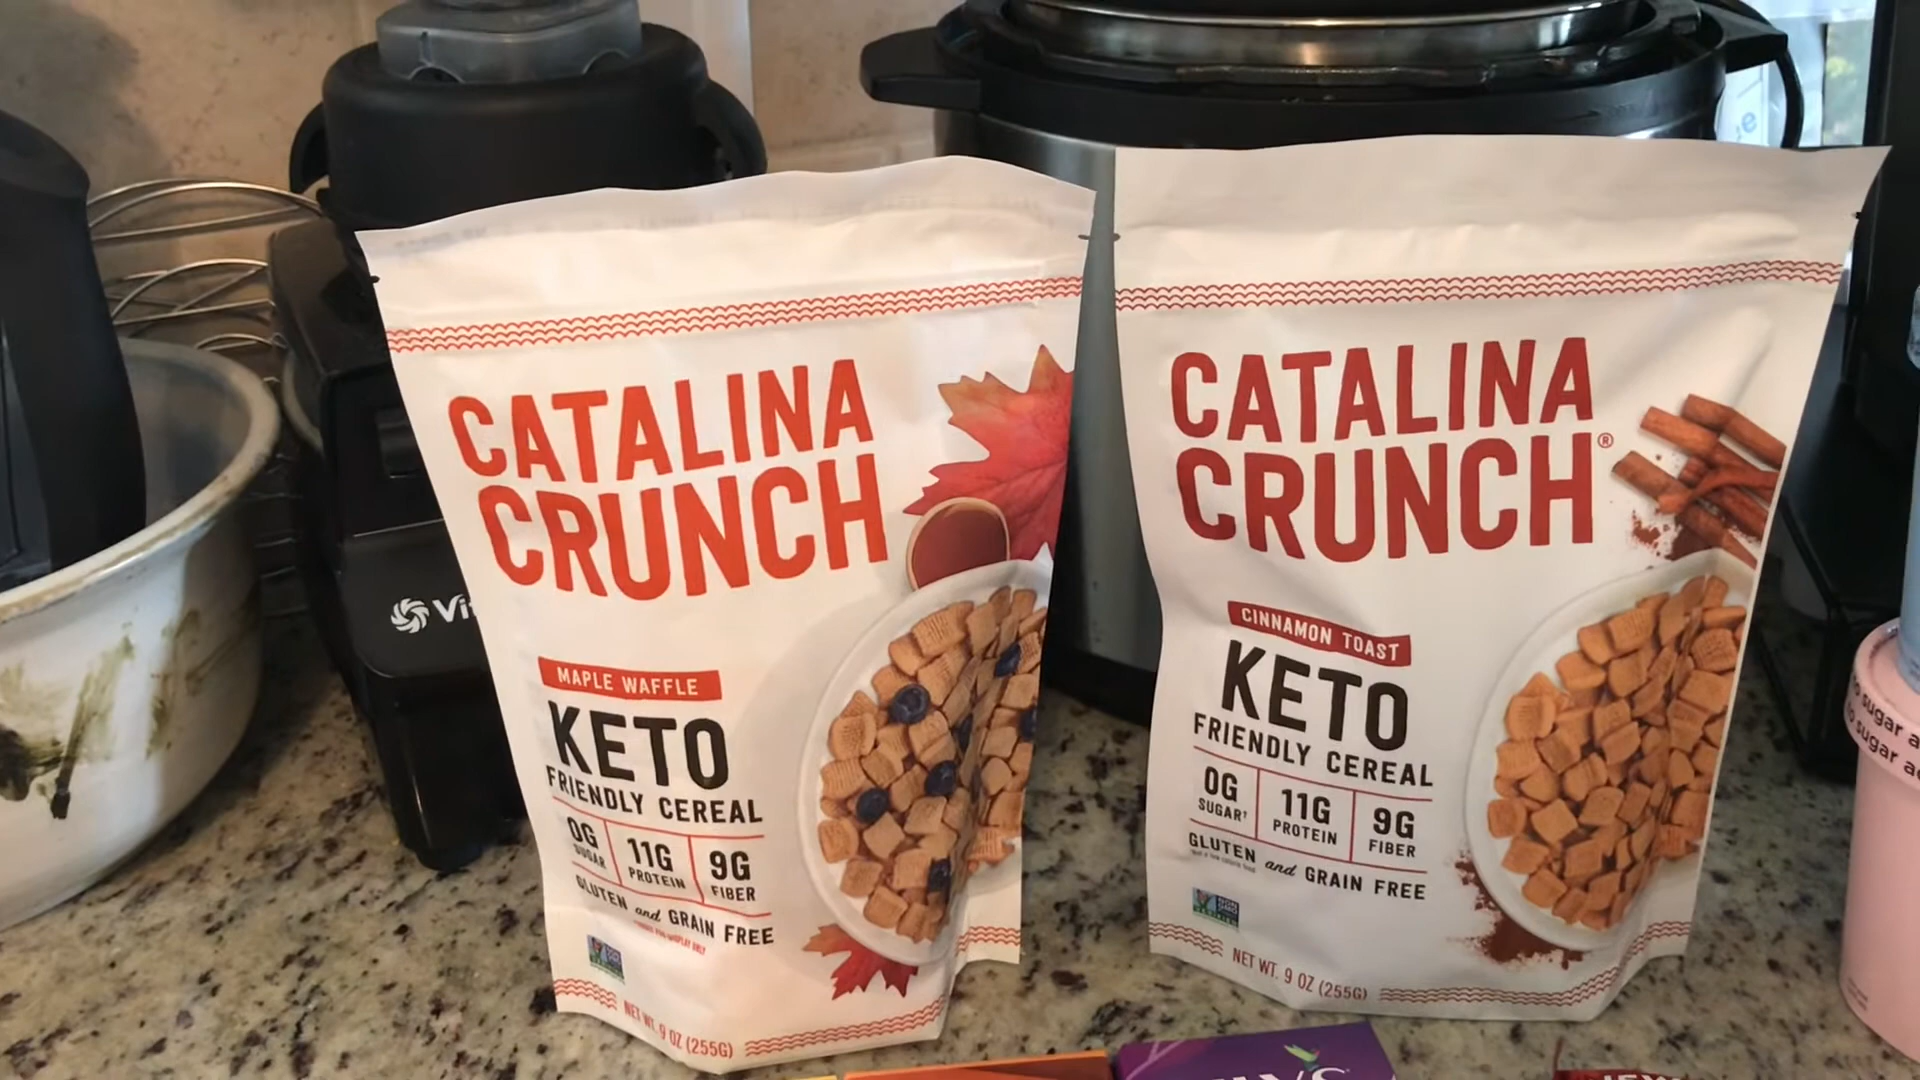 CATALINA
CRUNCH
MAPLE WAFFLE
KETO
FRIENDLY CEREAL
0G
SUGAR
11G
PROTEIN
9G
FIBER
GLUTEN and GRAIN FREE
NET WT. 9 OZ (255G)
CATALINA
CRUNCH®
CINNAMON TOAST
KETO
FRIENDLY CEREAL
0G
SUGAR†
11G
PROTEIN
9G
FIBER
GLUTEN and GRAIN FREE
NET WT. 9 OZ (255G)
sugar
sugar